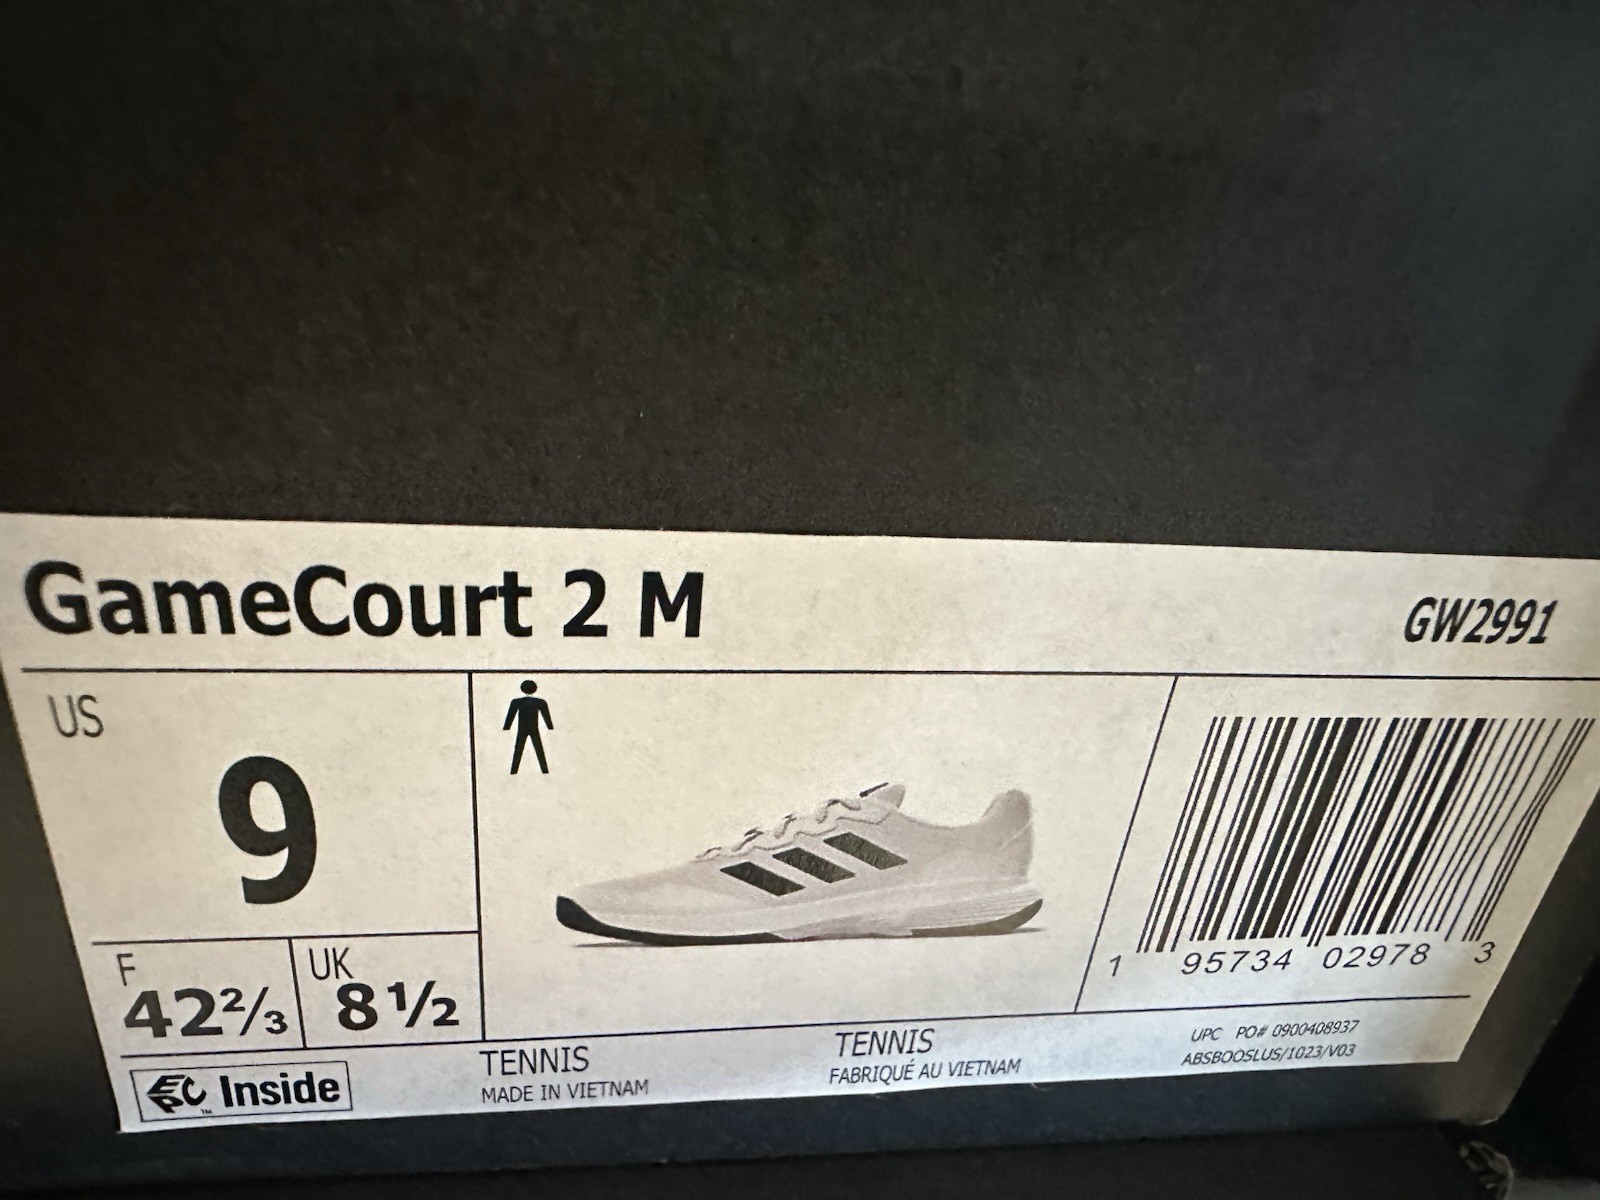 GameCourt 2 M
GW2991
US
9
F
42⅔
UK
8½
1 95734 02978 3
EPC™ Inside
TENNIS
MADE IN VIETNAM
TENNIS
FABRIQUÉ AU VIETNAM
UPC PO# 0900408937
ABSBOOSLUS/1023/V03